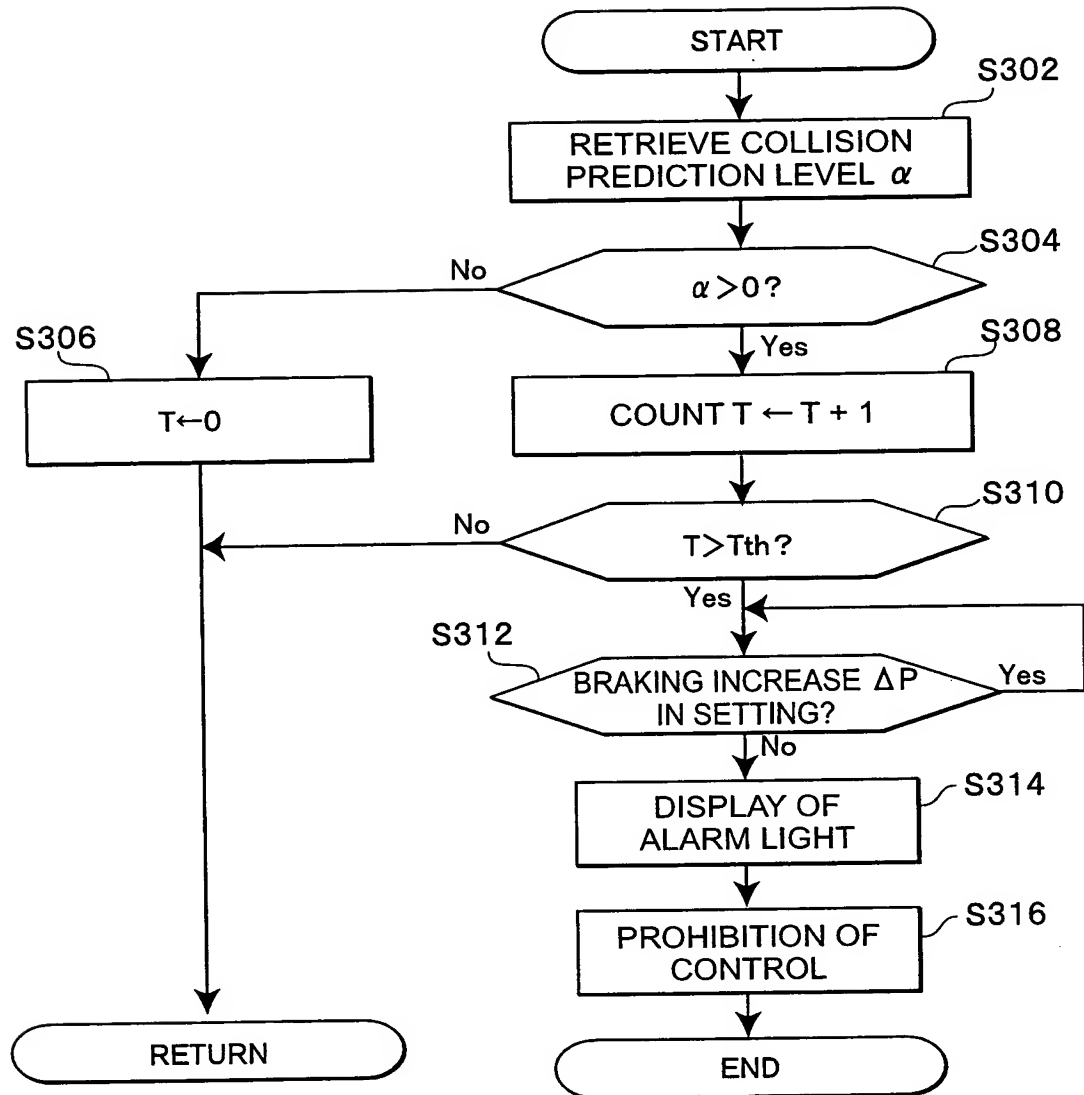 START
S302
RETRIEVE COLLISION
PREDICTION LEVEL α
S304
No
α>0?
S306
Yes
S308
T←0
COUNT T ← T + 1
S310
No
T>Tth?
Yes
S312
BRAKING INCREASE ΔP
IN SETTING?
Yes
No
S314
DISPLAY OF
ALARM LIGHT
S316
PROHIBITION OF
CONTROL
RETURN
END